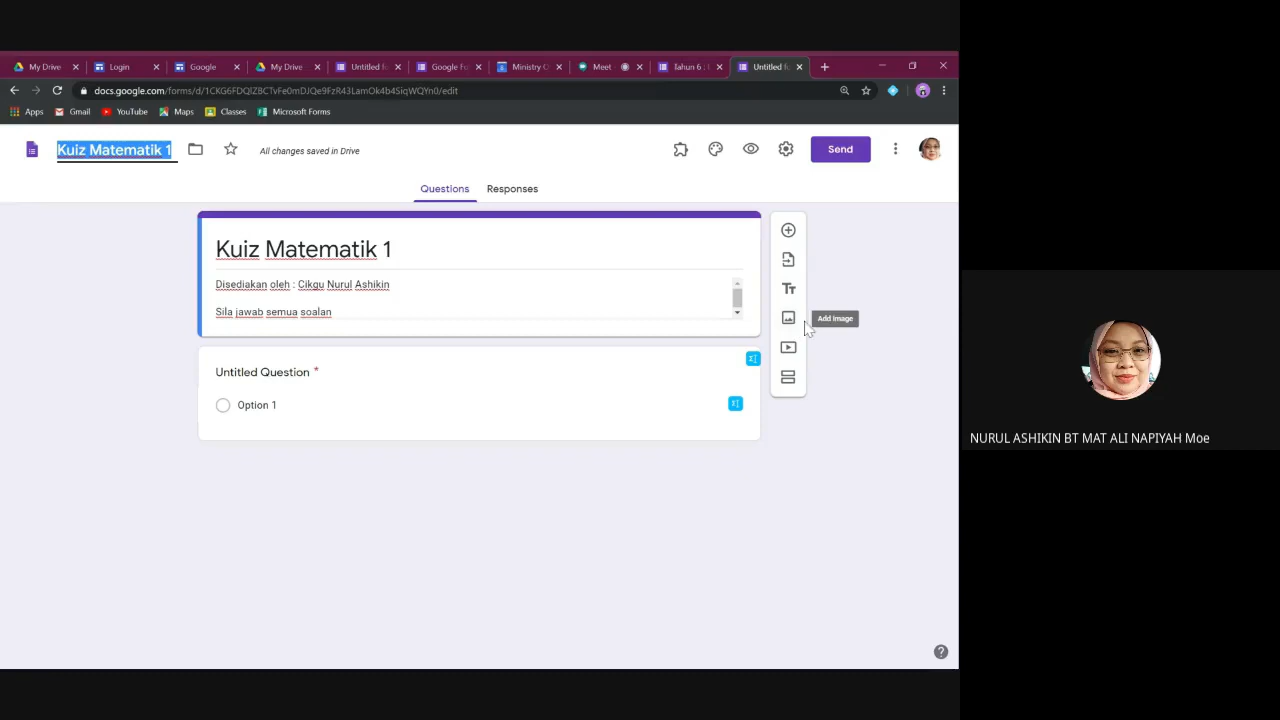 My Drive
Login
Google
My Drive
Untitled f
Google Fo
Ministry O
Meet
Tahun 6 : U
Untitled fo
docs.google.com/forms/d/1CKG6FDQlZBCTvFe0mDJQe9FzR43LamOk4b4SiqWQYn0/edit
Apps
Gmail
YouTube
Maps
Classes
Microsoft Forms
Kuiz Matematik 1
All changes saved in Drive
Send
Questions
Responses
Kuiz Matematik 1
Disediakan oleh : Cikgu Nurul Ashikin
Sila jawab semua soalan
Add image
Untitled Question *
Option 1
NURUL ASHIKIN BT MAT ALI NAPIYAH Moe